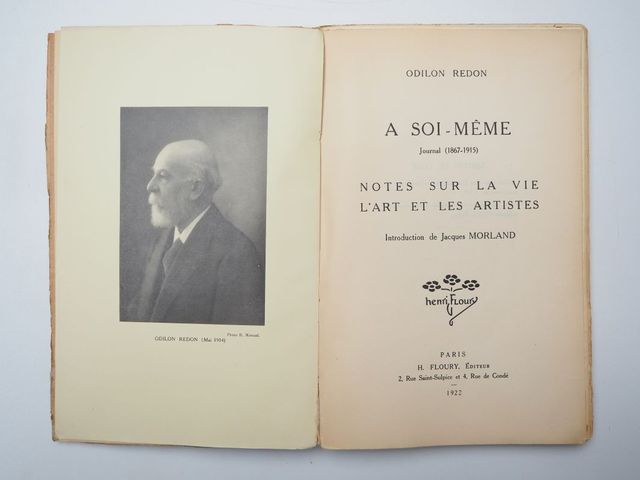 Photo B. Moreau.
ODILON REDON (Mai 1914)
ODILON REDON
A SOI-MÊME
Journal (1867-1915)
NOTES SUR LA VIE
L'ART ET LES ARTISTES
Introduction de Jacques MORLAND
henri Floury
PARIS
H. FLOURY, ÉDITEUR
2, Rue Saint-Sulpice et 4, Rue de Condé
1922